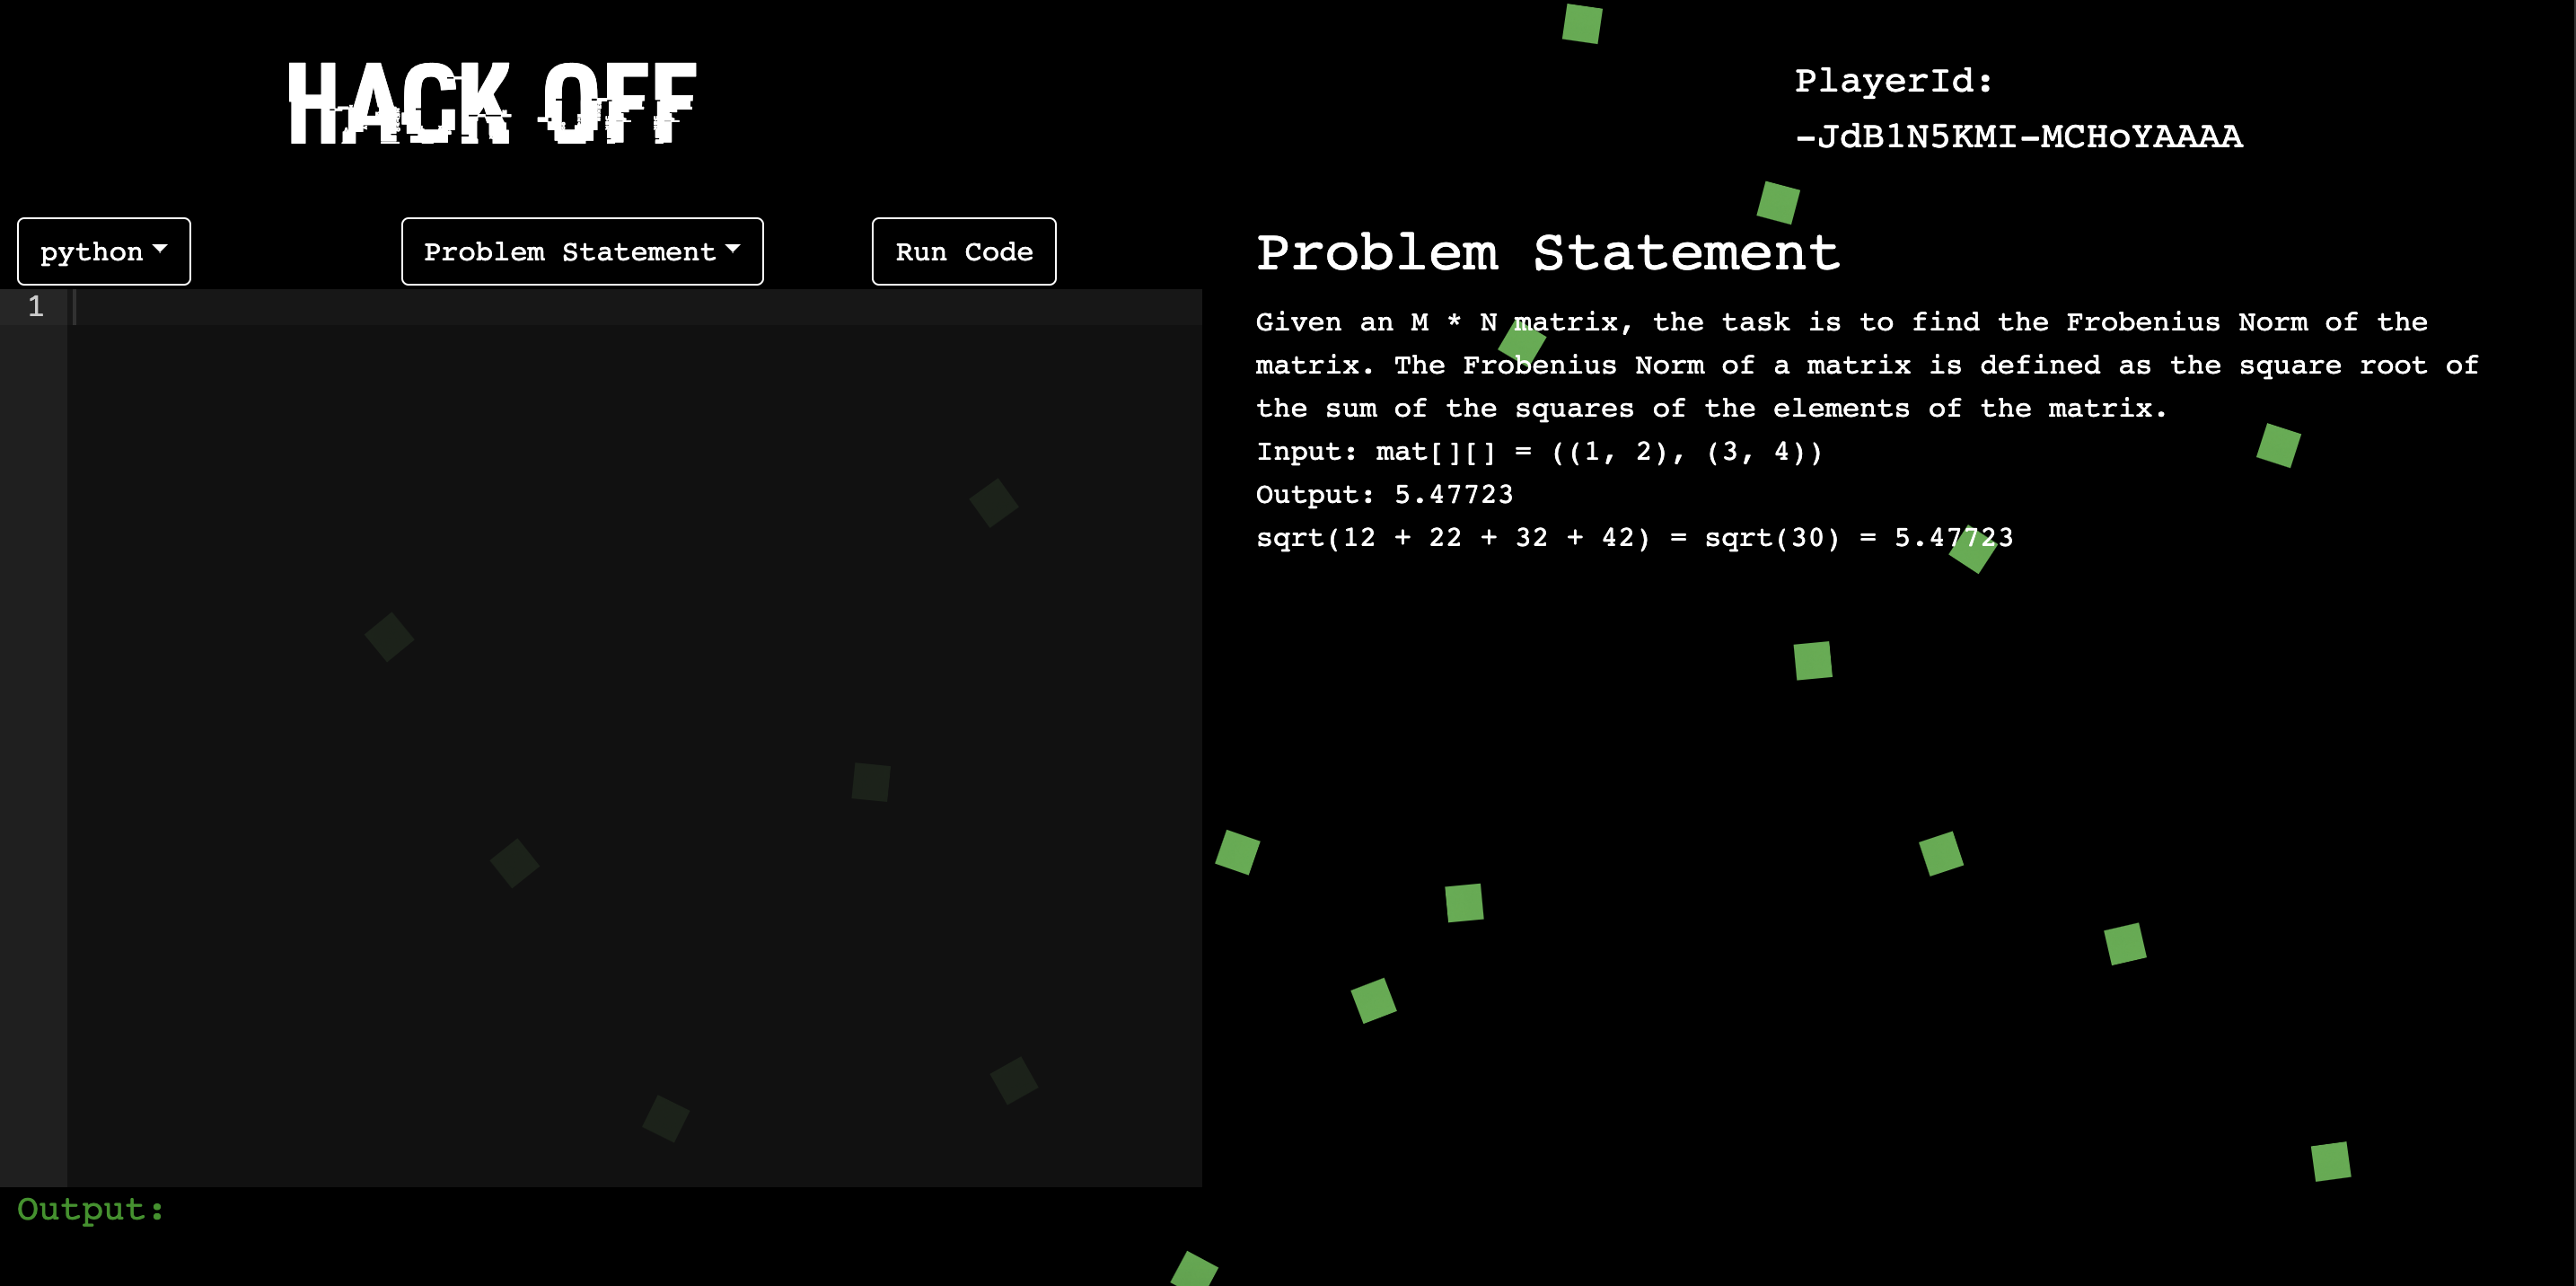 HACK OFF
PlayerId:
-JdB1N5KMI-MCHoYAAAA
python
Problem Statement
Run Code
1
Problem Statement
Given an M * N matrix, the task is to find the Frobenius Norm of the
matrix. The Frobenius Norm of a matrix is defined as the square root of
the sum of the squares of the elements of the matrix.
Input: mat[][] = ((1, 2), (3, 4))
Output: 5.47723
sqrt(12 + 22 + 32 + 42) = sqrt(30) = 5.47723
Output: